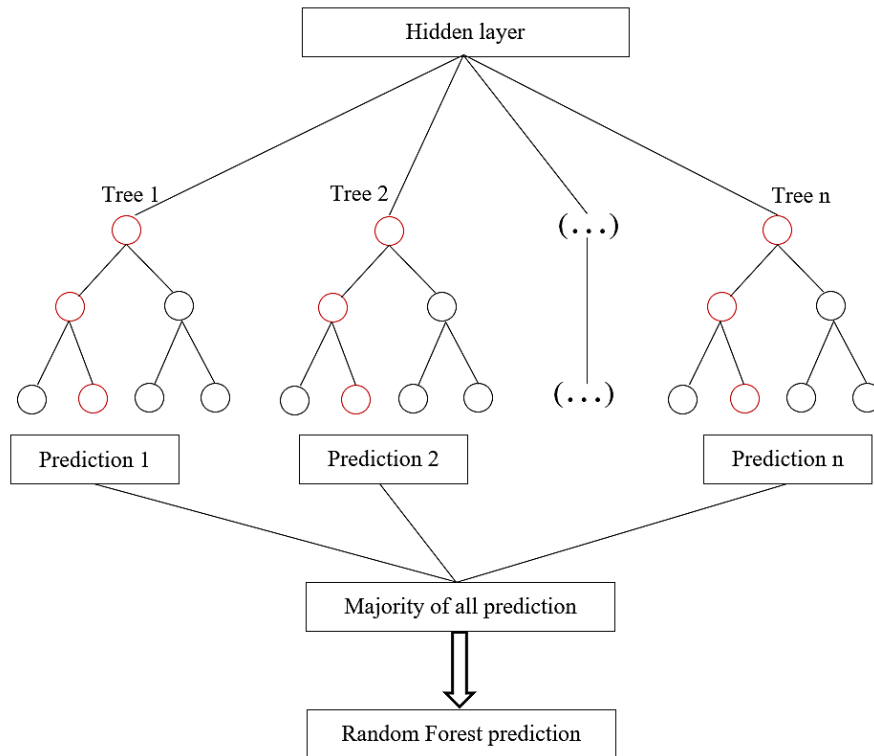 Hidden layer
Tree 1
Tree 2
Tree n
(...)
(...)
Prediction 1
Prediction 2
Prediction n
Majority of all prediction
Random Forest prediction